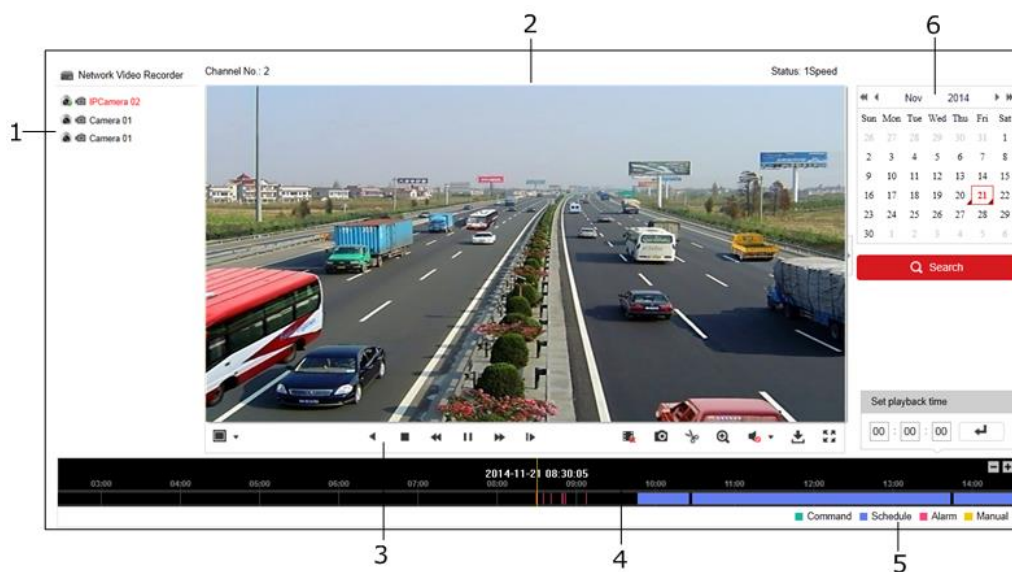 2
6
Network Video Recorder
Channel No.: 2
Status: 1Speed
IPCamera 02
Camera 01
Camera 01
1
Nov 2014
Sun Mon Tue Wed Thu Fri Sat
26 27 28 29 30 31 1
2 3 4 5 6 7 8
9 10 11 12 13 14 15
16 17 18 19 20 21 22
23 24 25 26 27 28 29
30 1 2 3 4 5 6
Search
Set playback time
00 : 00 : 00
2014-11-21 08:30:05
03:00 04:00 05:00 06:00 07:00 08:00 09:00 10:00 11:00 12:00 13:00 14:00
Command Schedule Alarm Manual
3
4
5